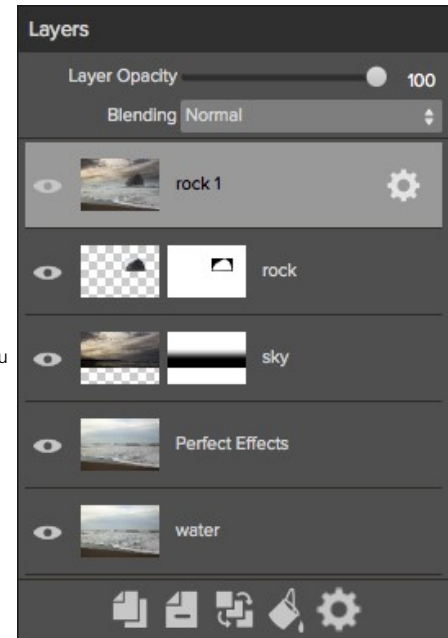 Layers
Layer Opacity 100
Blending Normal
rock 1
rock
u
sky
Perfect Effects
water